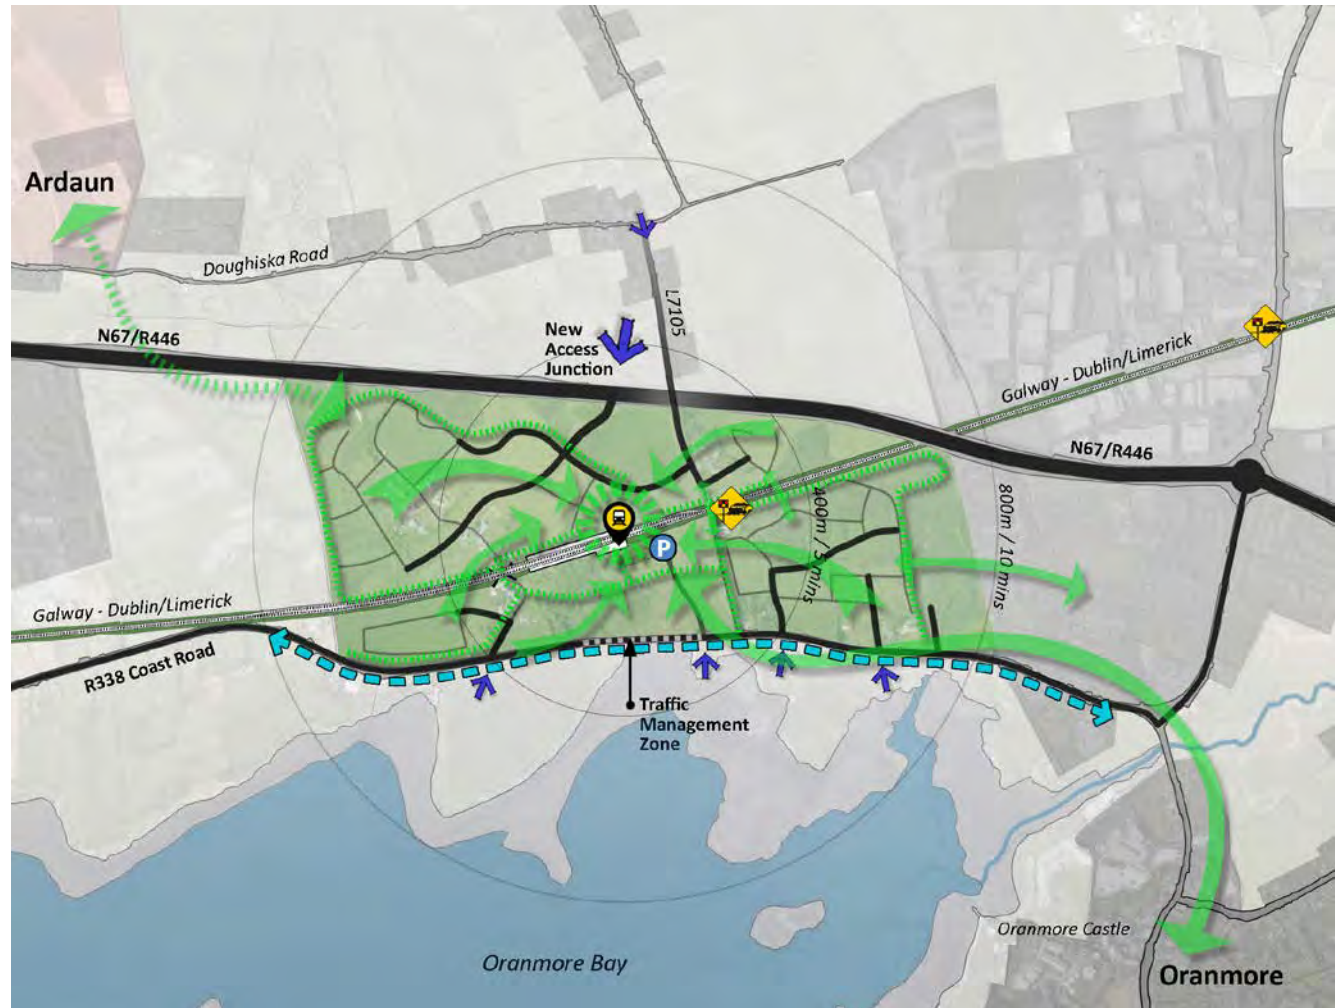 Ardaun
Doughiska Road
N67/R446
New
Access
Junction
L7105
Galway - Dublin/Limerick
N67/R446
400m / 5 mins
800m / 10 mins
P
Galway - Dublin/Limerick
R338 Coast Road
Traffic
Management
Zone
Oranmore Castle
Oranmore Bay
Oranmore